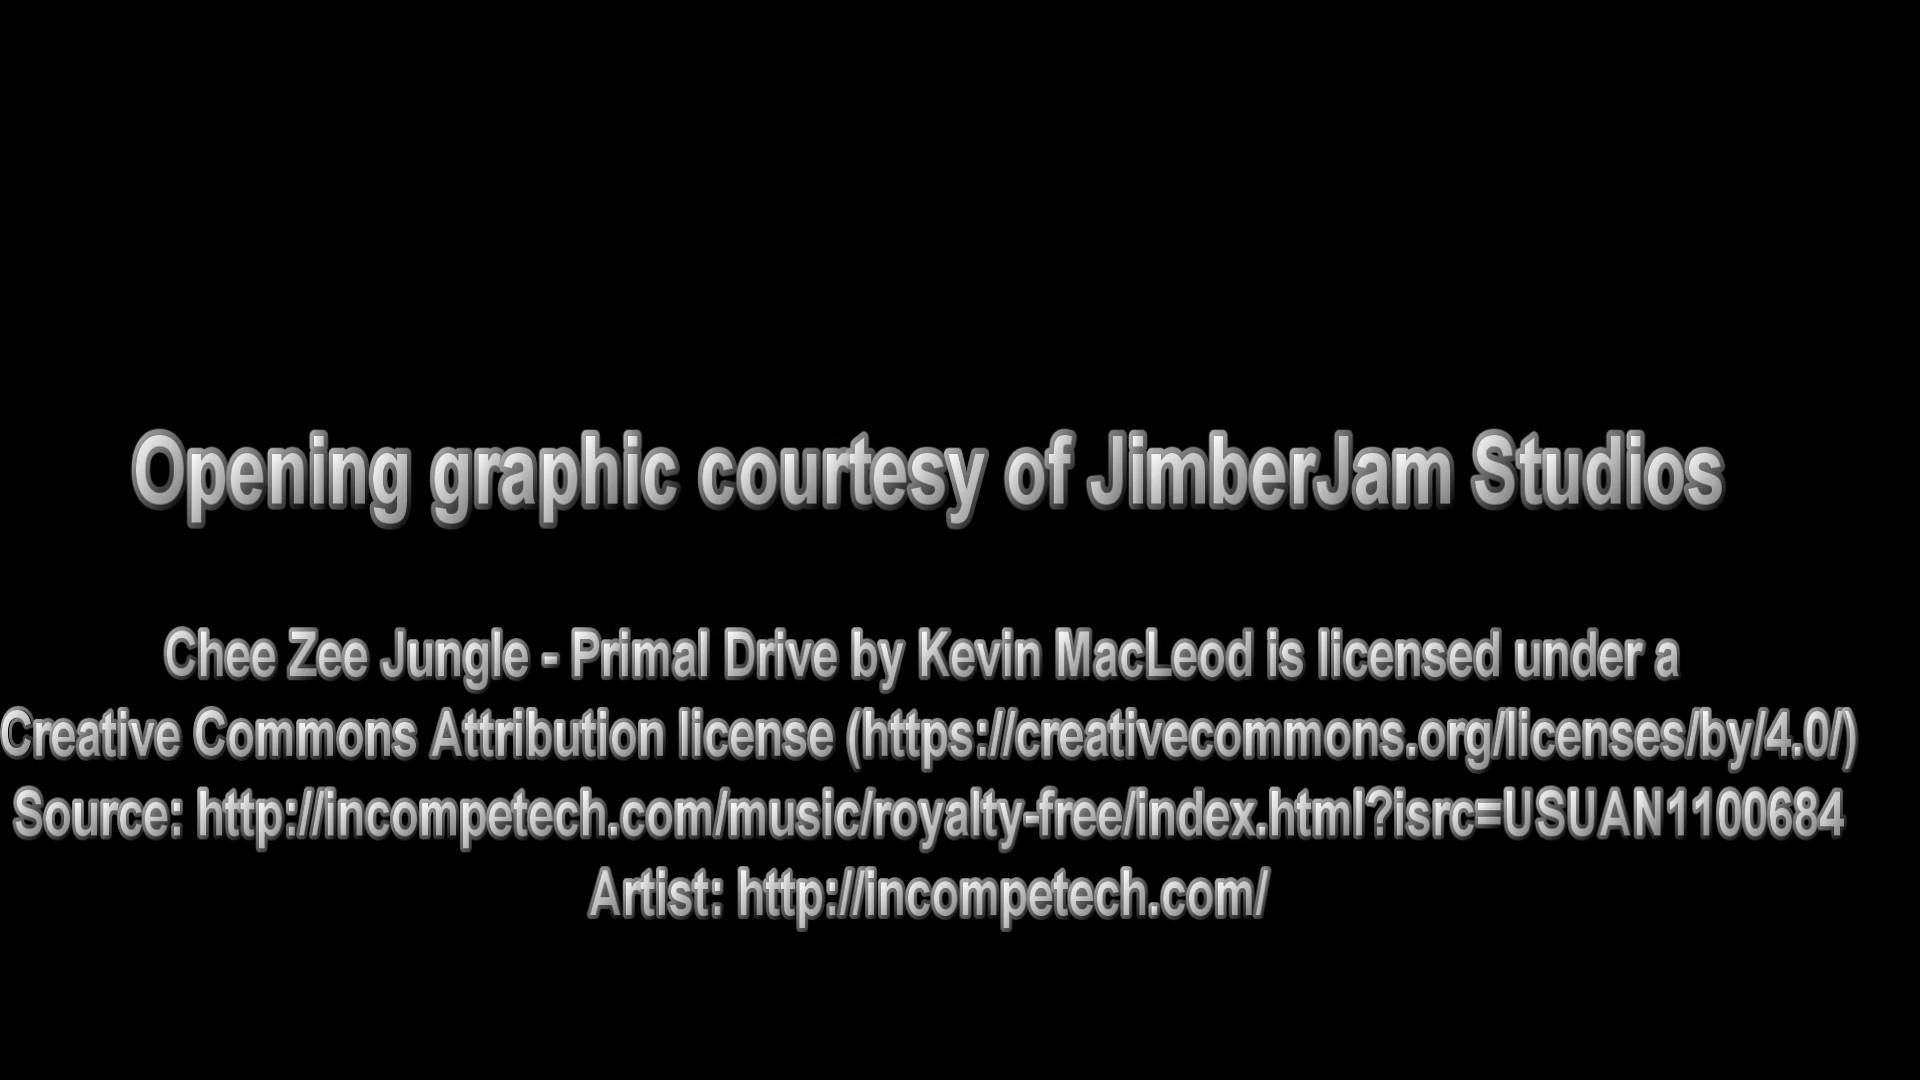 Opening graphic courtesy of JimberJam Studios
Chee Zee Jungle - Primal Drive by Kevin MacLeod is licensed under a
Creative Commons Attribution license (https://creativecommons.org/licenses/by/4.0/)
Source: http://incompetech.com/music/royalty-free/index.html?isrc=USUAN1100684
Artist: http://incompetech.com/